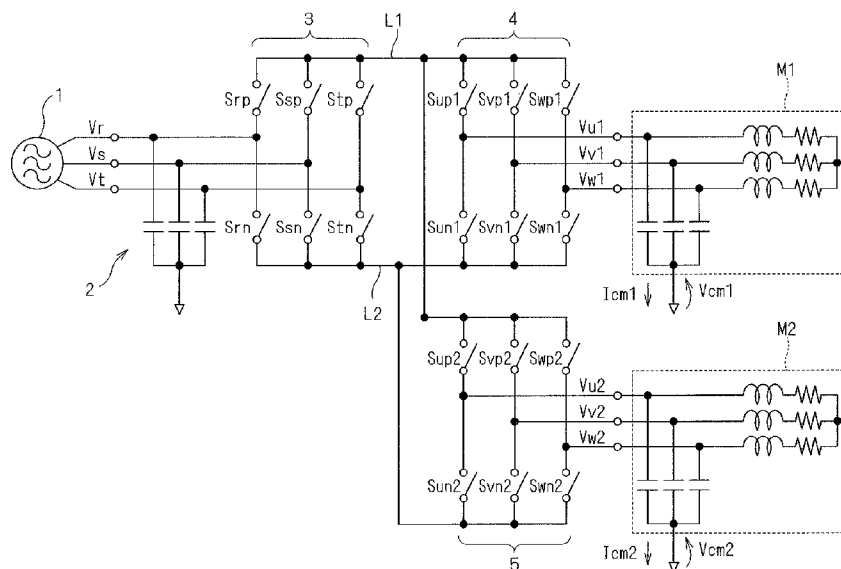 3
L1
4
1
Vr
Vs
Vt
Srp
Ssp
Stp
Sup1
Svp1
Swp1
M1
Vu1
Vv1
Vw1
Srn
Ssn
Stn
Sun1
Svn1
Swn1
2
L2
Icm1
Vcm1
Sup2
Svp2
Swp2
M2
Vu2
Vv2
Vw2
Sun2
Svn2
Swn2
Icm2
Vcm2
5